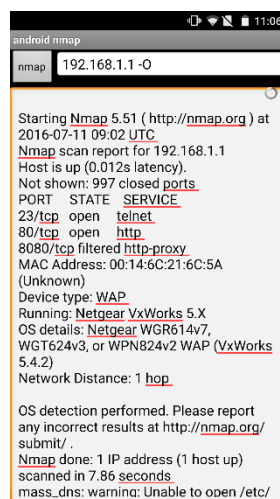 11:06
android nmap
nmap
192.168.1.1 -O
Starting Nmap 5.51 ( http://nmap.org ) at
2016-07-11 09:02 UTC
Nmap scan report for 192.168.1.1
Host is up (0.012s latency).
Not shown: 997 closed ports
PORT STATE SERVICE
23/tcp open telnet
80/tcp open http
8080/tcp filtered http-proxy
MAC Address: 00:14:6C:21:6C:5A
(Unknown)
Device type: WAP
Running: Netgear VxWorks 5.X
OS details: Netgear WGR614v7,
WGT624v3, or WPN824v2 WAP (VxWorks
5.4.2)
Network Distance: 1 hop
OS detection performed. Please report
any incorrect results at http://nmap.org/
submit/ .
Nmap done: 1 IP address (1 host up)
scanned in 7.86 seconds
mass_dns: warning: Unable to open /etc/